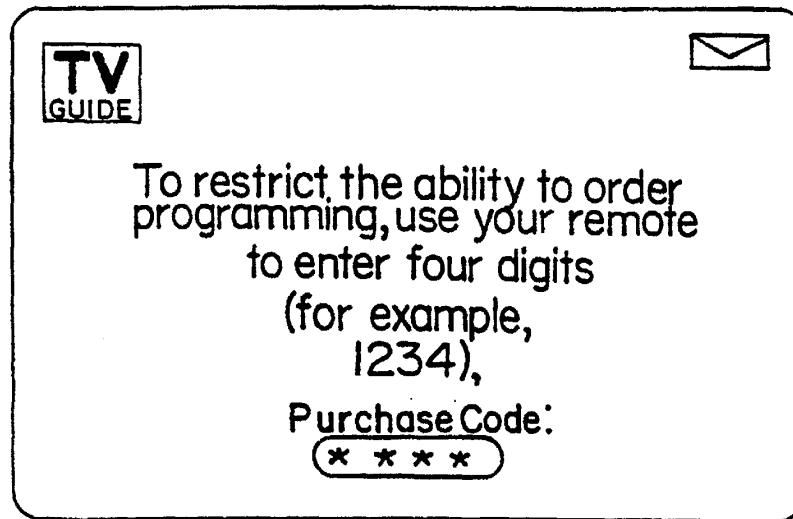 TV
GUIDE
To restrict the ability to order
programming, use your remote
to enter four digits
(for example,
1234),
Purchase Code:
* * * *